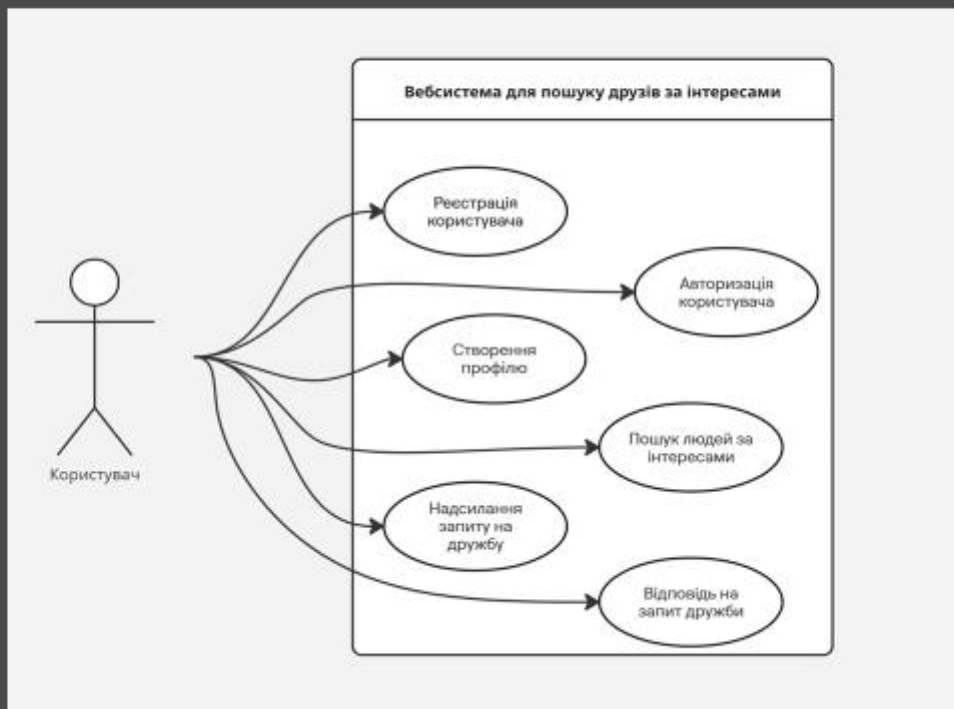 Вебсистема для пошуку друзів за інтересами
Реєстрація
користувача
Авторизація
користувача
Створення
профілю
Пошук людей за
інтересами
Користувач
Надсилання
запиту на
дружбу
Відповідь на
запит дружби